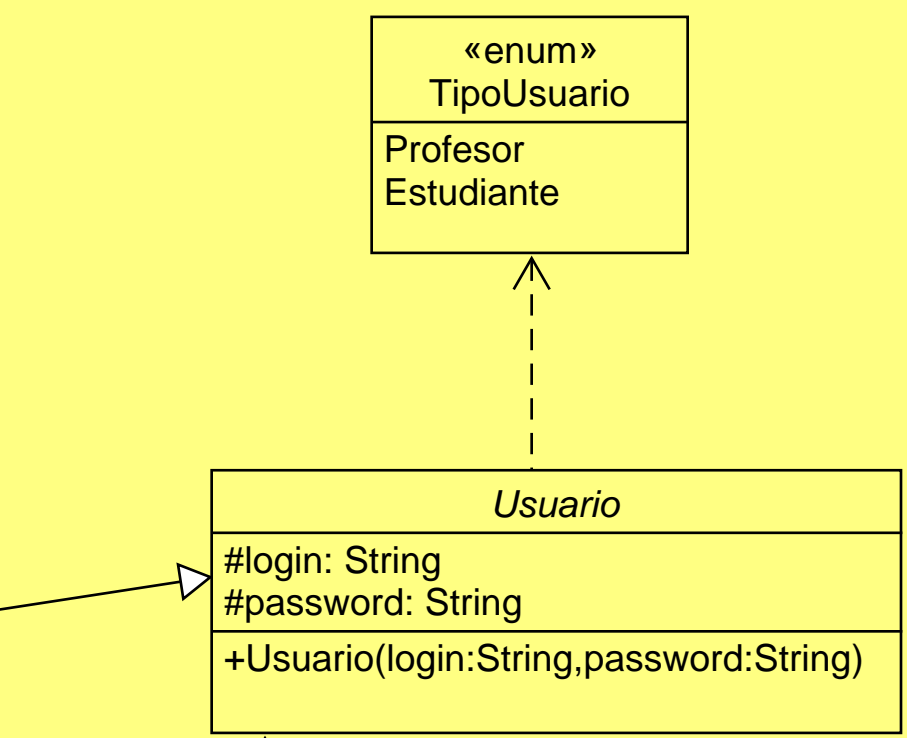 «enum»
TipoUsuario
Profesor
Estudiante
Usuario
#login: String
#password: String
+Usuario(login:String,password:String)